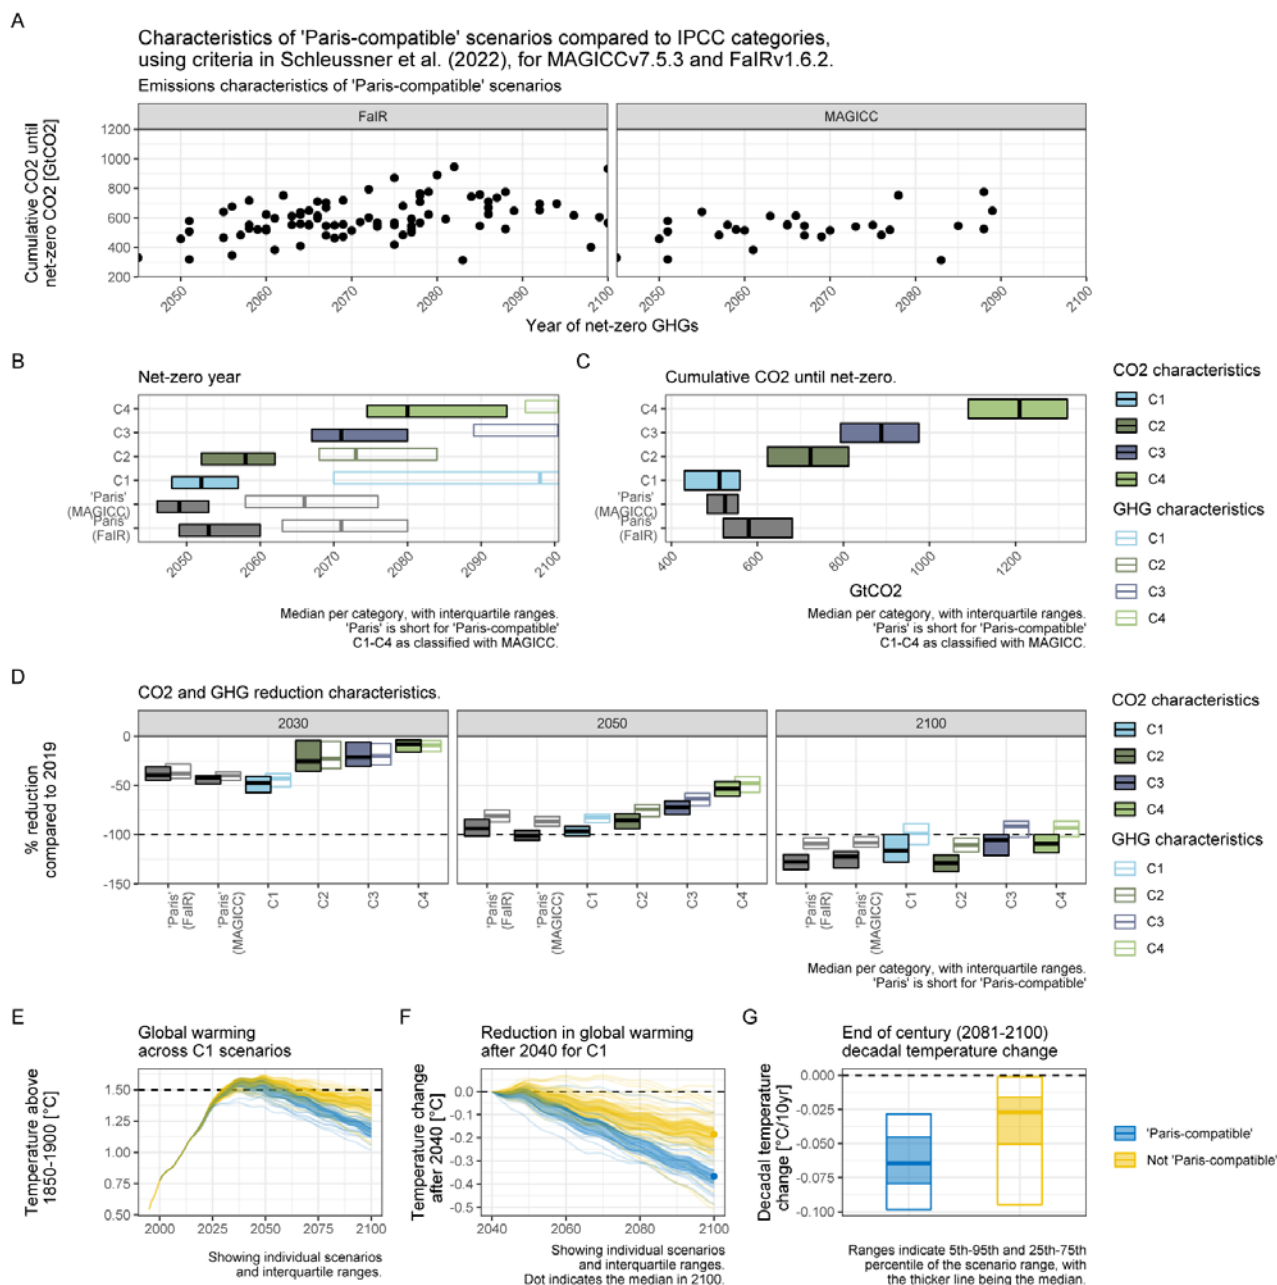 A
Characteristics of 'Paris-compatible' scenarios compared to IPCC categories,
using criteria in Schleussner et al. (2022), for MAGICCv7.5.3 and FaIRv1.6.2.
Emissions characteristics of 'Paris-compatible' scenarios
FaIR
MAGICC
Cumulative CO2 until
net-zero CO2 [GtCO2]
1200
1000
800
600
400
200
2050
2060
2070
2080
2090
2100
2050
2060
2070
2080
2090
2100
Year of net-zero GHGs
B
Net-zero year
C4
C3
C2
C1
'Paris'
(MAGICC)
'Paris'
(FaIR)
2050
2060
2070
2080
2090
2100
Median per category, with interquartile ranges.
'Paris' is short for 'Paris-compatible'
C1-C4 as classified with MAGICC.
C
Cumulative CO2 until net-zero.
C4
C3
C2
C1
'Paris'
(MAGICC)
'Paris'
(FaIR)
400
600
800
1000
1200
GtCO2
Median per category, with interquartile ranges.
'Paris' is short for 'Paris-compatible'
C1-C4 as classified with MAGICC.
CO2 characteristics
C1
C2
C3
C4
GHG characteristics
C1
C2
C3
C4
D
CO2 and GHG reduction characteristics.
2030
2050
2100
% reduction
compared to 2019
0
-50
-100
-150
'Paris'
(FaIR)
'Paris'
(MAGICC)
C1
C2
C3
C4
'Paris'
(FaIR)
'Paris'
(MAGICC)
C1
C2
C3
C4
'Paris'
(FaIR)
'Paris'
(MAGICC)
C1
C2
C3
C4
Median per category, with interquartile ranges.
'Paris' is short for 'Paris-compatible'
CO2 characteristics
C1
C2
C3
C4
GHG characteristics
C1
C2
C3
C4
E
Global warming
across C1 scenarios
Temperature above
1850-1900 [°C]
1.50
1.25
1.00
0.75
0.50
2000
2025
2050
2075
2100
Showing individual scenarios
and interquartile ranges.
F
Reduction in global warming
after 2040 for C1
Temperature change
after 2040 [°C]
0.0
-0.1
-0.2
-0.3
-0.4
-0.5
2040
2060
2080
2100
Showing individual scenarios
and interquartile ranges.
Dot indicates the median in 2100.
G
End of century (2081-2100)
decadal temperature change
Decadal temperature
change [°C/10yr]
0.000
-0.025
-0.050
-0.075
-0.100
Ranges indicate 5th-95th and 25th-75th
percentile of the scenario range, with
the thicker line being the median.
'Paris-compatible'
Not 'Paris-compatible'